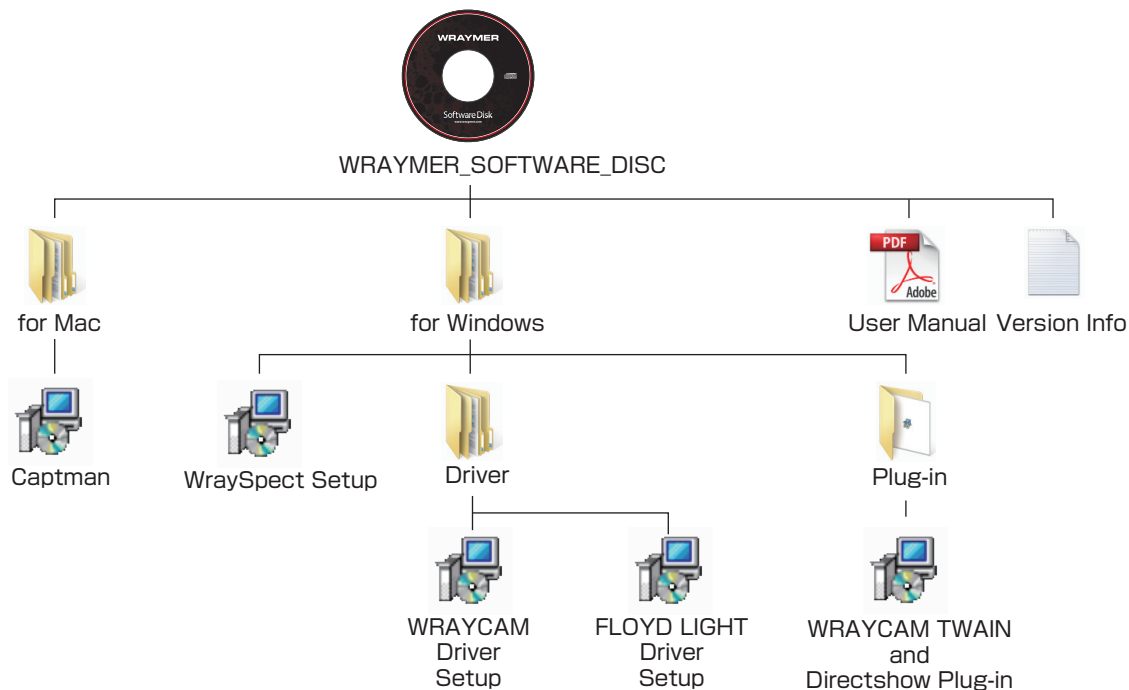 WRAYMER
Software Disk
WRAYMER_SOFTWARE_DISC
for Mac
for Windows
PDF
Adobe
User Manual
Version Info
Captman
WraySpect Setup
Driver
Plug-in
WRAYCAM
Driver
Setup
FLOYD LIGHT
Driver
Setup
WRAYCAM TWAIN
and
Directshow Plug-in